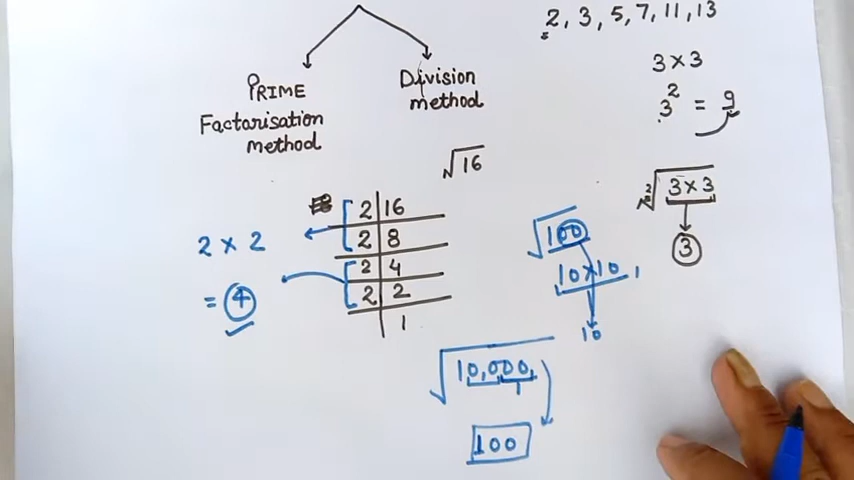 2, 3, 5, 7, 11, 13
PRIME
Factorisation
method
Division
method
3 × 3
3² = 9
√16
2 | 16
2 | 8
2 | 4
2 | 2
1
2 × 2
= 4
²√3 × 3
3
√100
10 × 10
10
√10,000
100